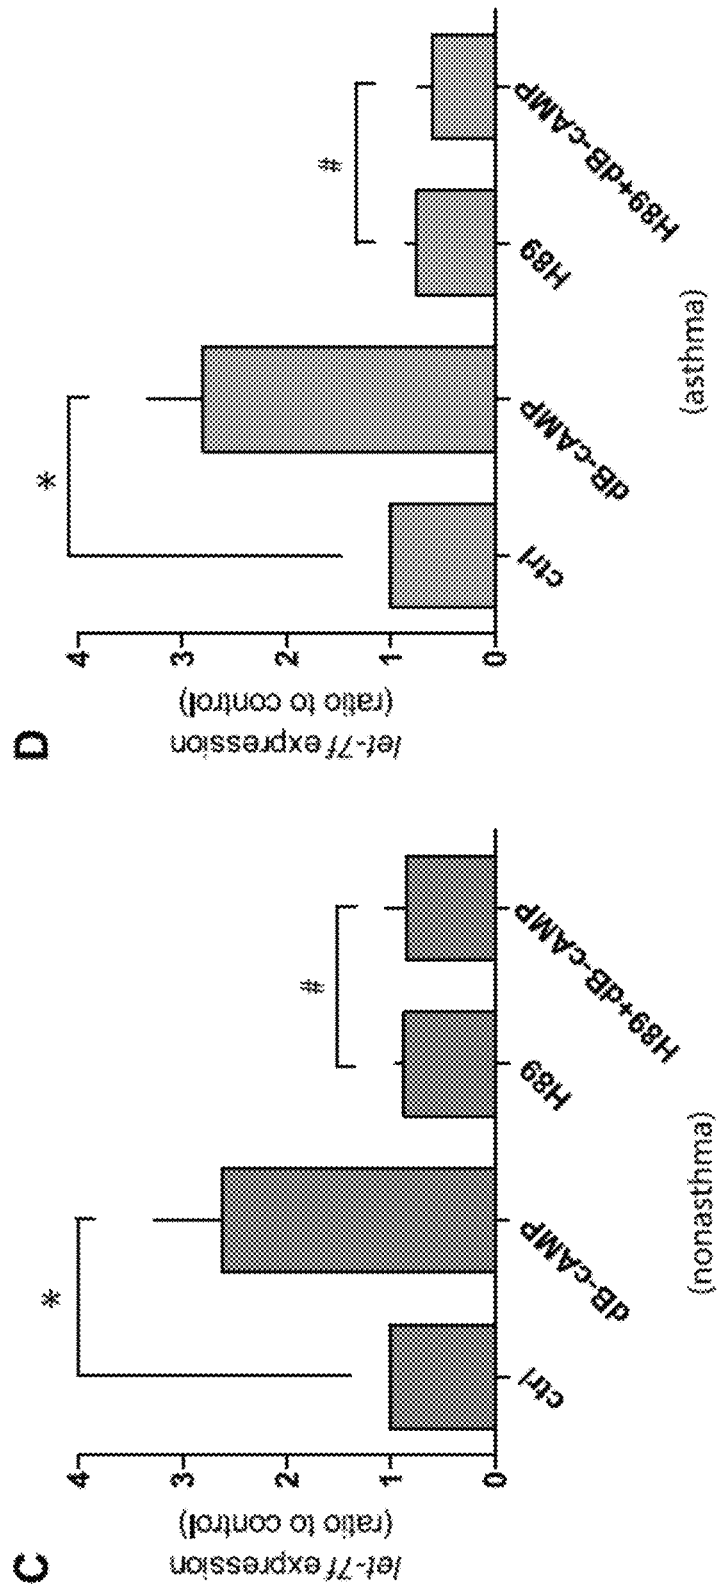 C
let-7f expression
(ratio to control)
4
3
2
1
0
*
#
ctrl
dB-cAMP
H89
H89+dB-cAMP
(nonasthma)
D
let-7f expression
(ratio to control)
4
3
2
1
0
*
#
ctrl
dB-cAMP
H89
H89+dB-cAMP
(asthma)